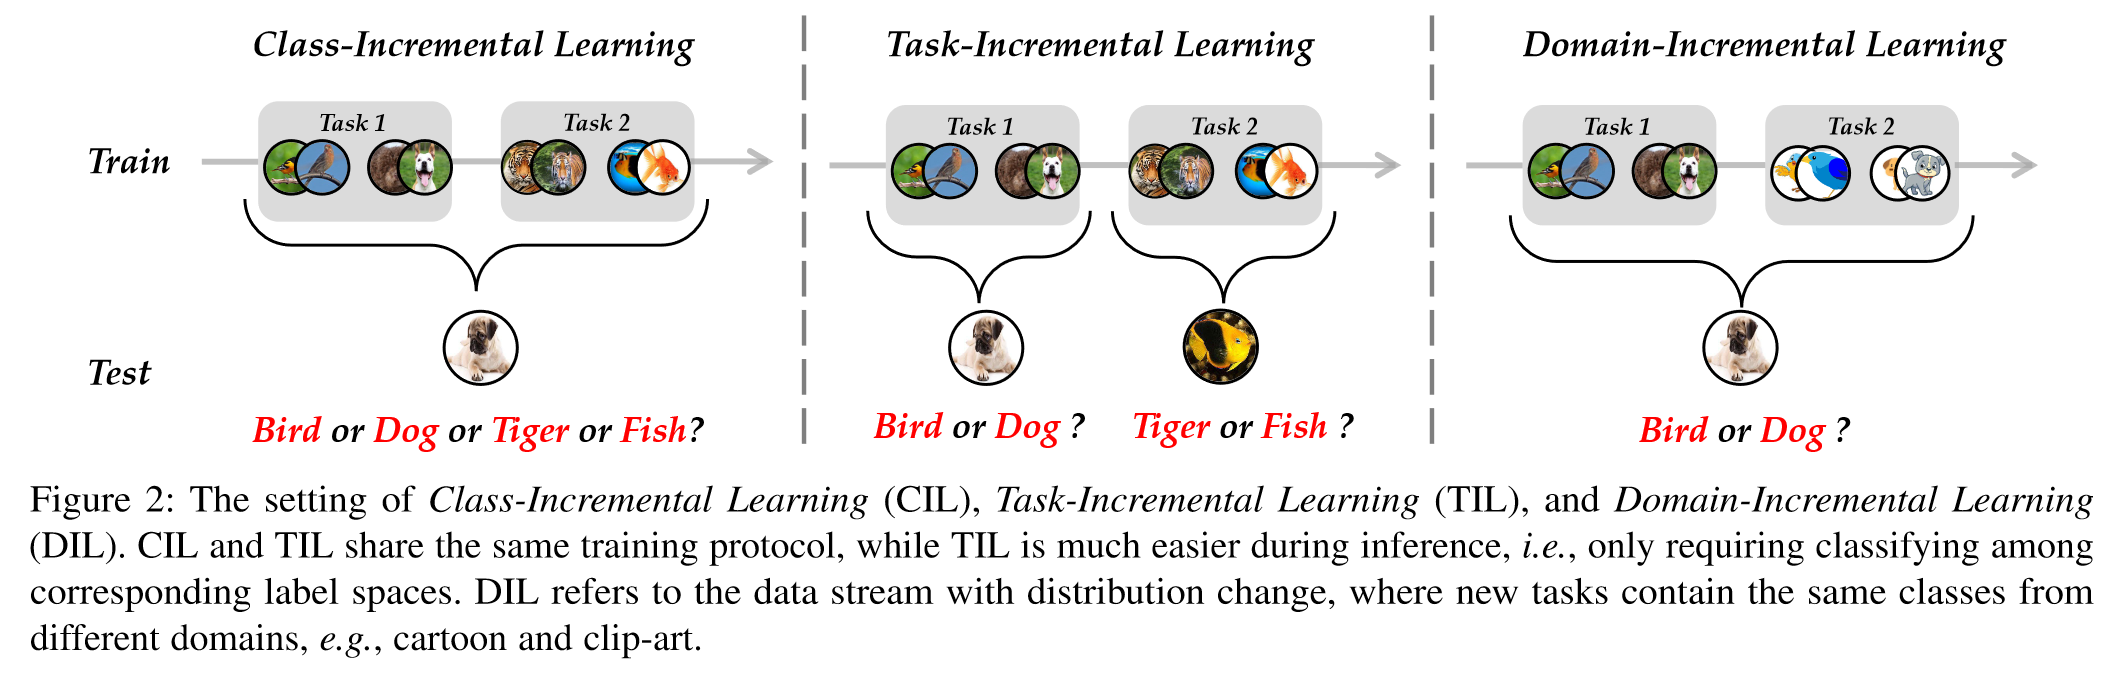 Class-Incremental Learning
Task-Incremental Learning
Domain-Incremental Learning
Train
Task 1
Task 2
Task 1
Task 2
Task 1
Task 2
Test
Bird or Dog or Tiger or Fish?
Bird or Dog ?
Tiger or Fish ?
Bird or Dog ?
Figure 2: The setting of Class-Incremental Learning (CIL), Task-Incremental Learning (TIL), and Domain-Incremental Learning
(DIL). CIL and TIL share the same training protocol, while TIL is much easier during inference, i.e., only requiring classifying among
corresponding label spaces. DIL refers to the data stream with distribution change, where new tasks contain the same classes from
different domains, e.g., cartoon and clip-art.